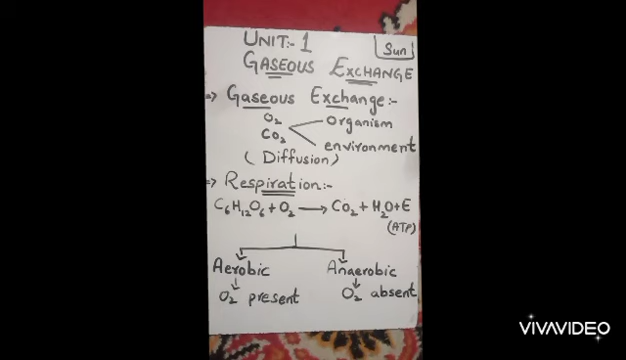 UNIT:- 1
Sun
GASEOUS EXCHANGE
=> Gaseous Exchange:-
O₂
Organism
CO₂
environment
(Diffusion)
=> Respiration:-
C₆H₁₂O₆ + O₂ → CO₂ + H₂O + E
(ATP)
Aerobic Anaerobic
O₂ present O₂ absent
VIVAVIDEO